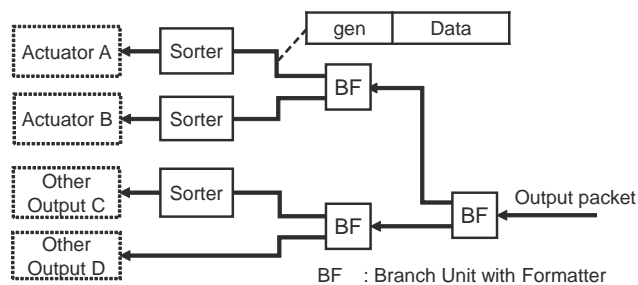 gen Data
Actuator A
Sorter
BF
Actuator B
Sorter
Other
Output C
Sorter
BF
BF
Output packet
Other
Output D
BF : Branch Unit with Formatter